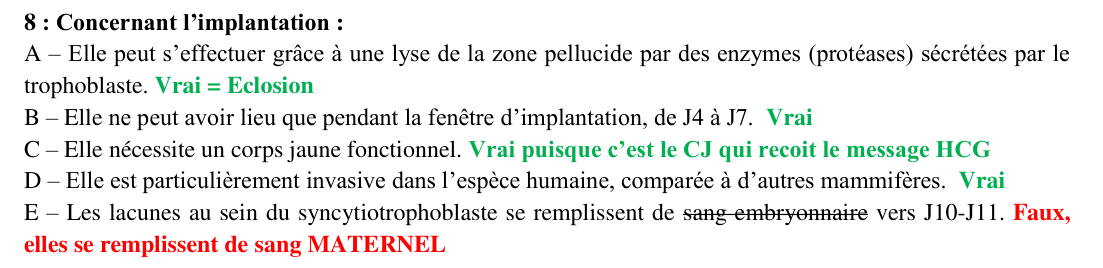 8 : Concernant l’implantation :
A – Elle peut s’effectuer grâce à une lyse de la zone pellucide par des enzymes (protéases) sécrétées par le
trophoblaste. Vrai = Eclosion
B – Elle ne peut avoir lieu que pendant la fenêtre d’implantation, de J4 à J7. Vrai
C – Elle nécessite un corps jaune fonctionnel. Vrai puisque c’est le CJ qui recoit le message HCG
D – Elle est particulièrement invasive dans l’espèce humaine, comparée à d’autres mammifères. Vrai
E – Les lacunes au sein du syncytiotrophoblaste se remplissent de sang embryonnaire vers J10-J11. Faux,
elles se remplissent de sang MATERNEL